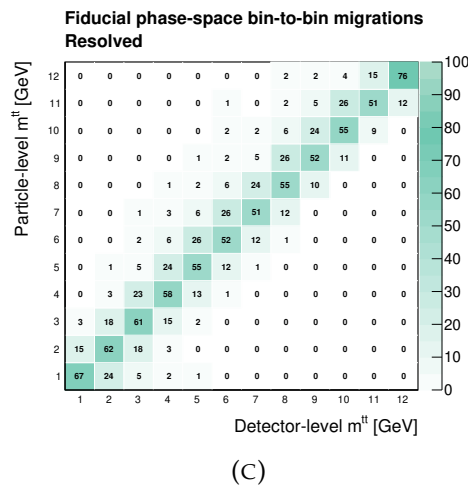 Fiducial phase-space bin-to-bin migrations
Resolved
Particle-level m^tt [GeV]
12 0 0 0 0 0 0 0 2 2 4 15 76
11 0 0 0 0 0 1 0 2 5 26 51 12
10 0 0 0 0 0 2 2 6 24 55 9 0
9 0 0 0 0 1 2 5 26 52 11 0 0
8 0 0 0 1 2 6 24 55 10 0 0 0
7 0 0 1 3 6 26 51 12 0 0 0 0
6 0 0 2 6 26 52 12 1 0 0 0 0
5 0 1 5 24 55 12 1 0 0 0 0 0
4 0 3 23 58 13 1 0 0 0 0 0 0
3 3 18 61 15 2 0 0 0 0 0 0 0
2 15 62 18 3 0 0 0 0 0 0 0 0
1 67 24 5 2 1 0 0 0 0 0 0 0
1 2 3 4 5 6 7 8 9 10 11 12
Detector-level m^tt [GeV]
100
90
80
70
60
50
40
30
20
10
0
(C)